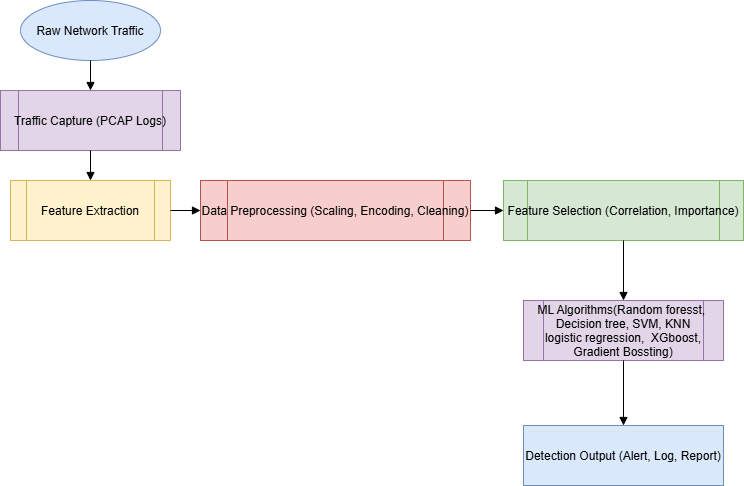 Raw Network Traffic
Traffic Capture (PCAP Logs)
Feature Extraction
Data Preprocessing (Scaling, Encoding, Cleaning)
Feature Selection (Correlation, Importance)
ML Algorithms(Random foresst,
Decision tree, SVM, KNN
logistic regression,  XGboost,
Gradient Bossting)
Detection Output (Alert, Log, Report)